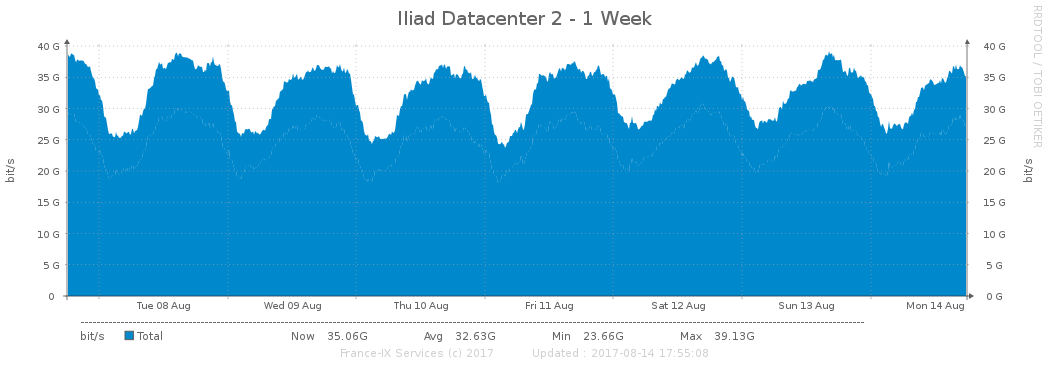 Iliad Datacenter 2 - 1 Week
RRDTOOL / TOBI OETIKER
40 G 40 G
35 G 35 G
30 G 30 G
25 G 25 G
20 G 20 G
15 G 15 G
10 G 10 G
5 G 5 G
0 0 G
bit/s bit/s
Tue 08 Aug Wed 09 Aug Thu 10 Aug Fri 11 Aug Sat 12 Aug Sun 13 Aug Mon 14 Aug
bit/s Total Now 35.06G Avg 32.63G Min 23.66G Max 39.13G
France-IX Services (c) 2017 Updated : 2017-08-14 17:55:08